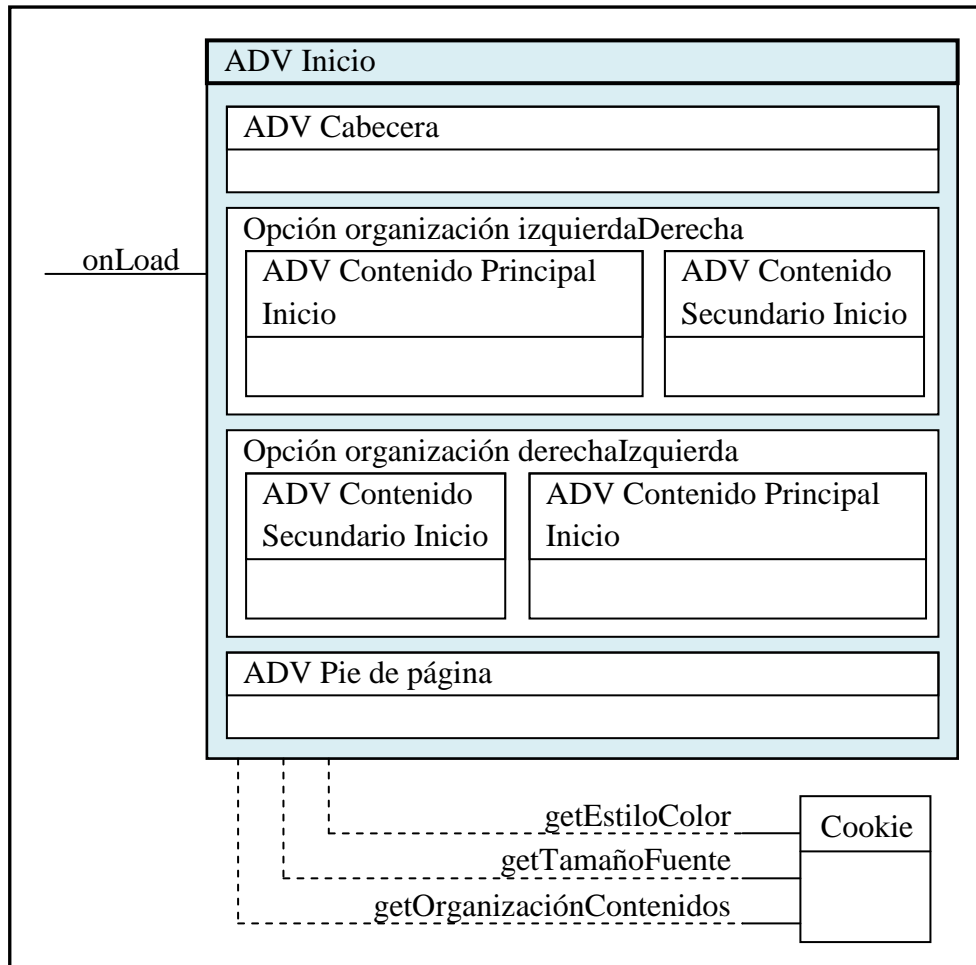 ADV Inicio
ADV Cabecera
onLoad
Opción organización izquierdaDerecha
ADV Contenido Principal
Inicio
ADV Contenido
Secundario Inicio
Opción organización derechaIzquierda
ADV Contenido
Secundario Inicio
ADV Contenido Principal
Inicio
ADV Pie de página
getEstiloColor
Cookie
getTamañoFuente
getOrganizaciónContenidos